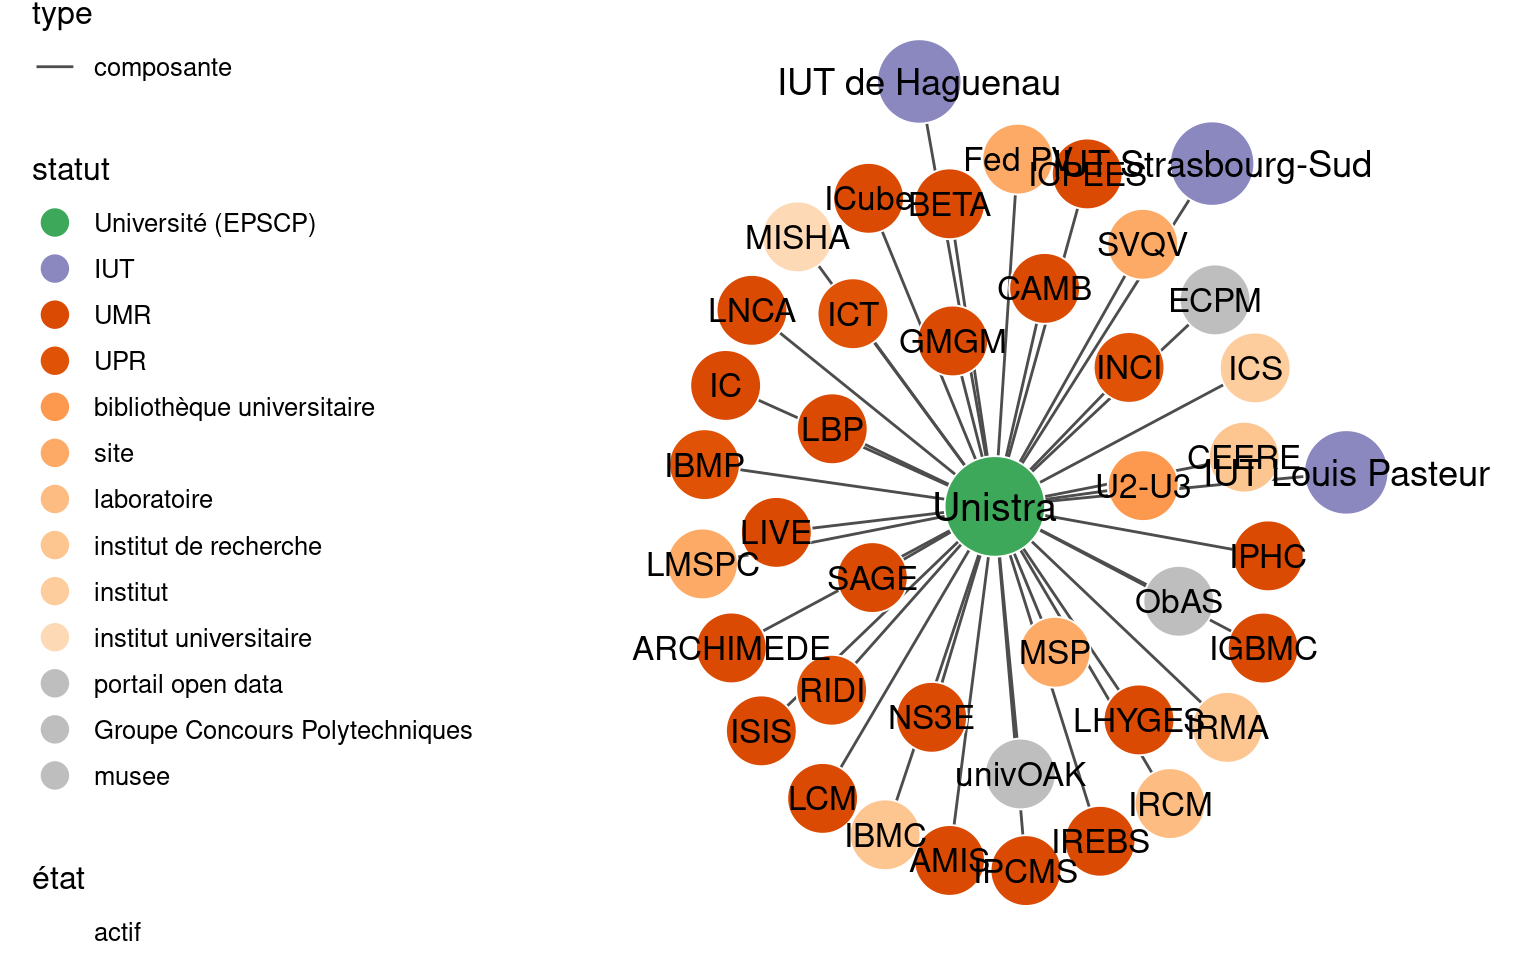 type
composante
statut
Université (EPSCP)
IUT
UMR
UPR
bibliothèque universitaire
site
laboratoire
institut de recherche
institut
institut universitaire
portail open data
Groupe Concours Polytechniques
musee
état
actif
IUT de Haguenau
Fed PV
IUT Strasbourg-Sud
IOPEES
ICube
BETA
MISHA
SVQV
LNCA
ICT
CAMB
ECPM
GMGM
IC
INCI
ICS
LBP
IBMP
CEERE
U2-U3
IUT Louis Pasteur
Unistra
LIVE
LMSPC
SAGE
IPHC
ObAS
ARCHIMEDE
MSP
IGBMC
RIDI
ISIS
NS3E
LHYGES
IRMA
univOAK
LCM
IRCM
IBMC
AMIS
IPCMS
IREBS